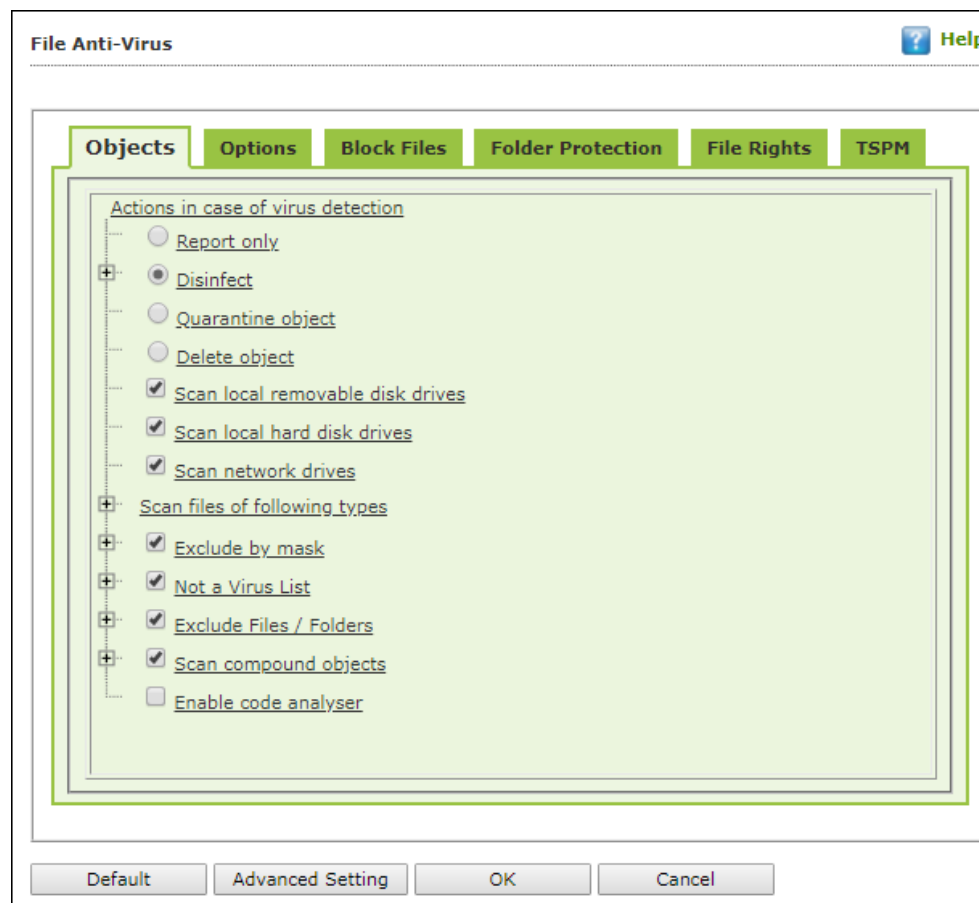 File Anti-Virus
Help
Objects Options Block Files Folder Protection File Rights TSPM
Actions in case of virus detection
Report only
Disinfect
Quarantine object
Delete object
Scan local removable disk drives
Scan local hard disk drives
Scan network drives
Scan files of following types
Exclude by mask
Not a Virus List
Exclude Files / Folders
Scan compound objects
Enable code analyser
Default Advanced Setting OK Cancel